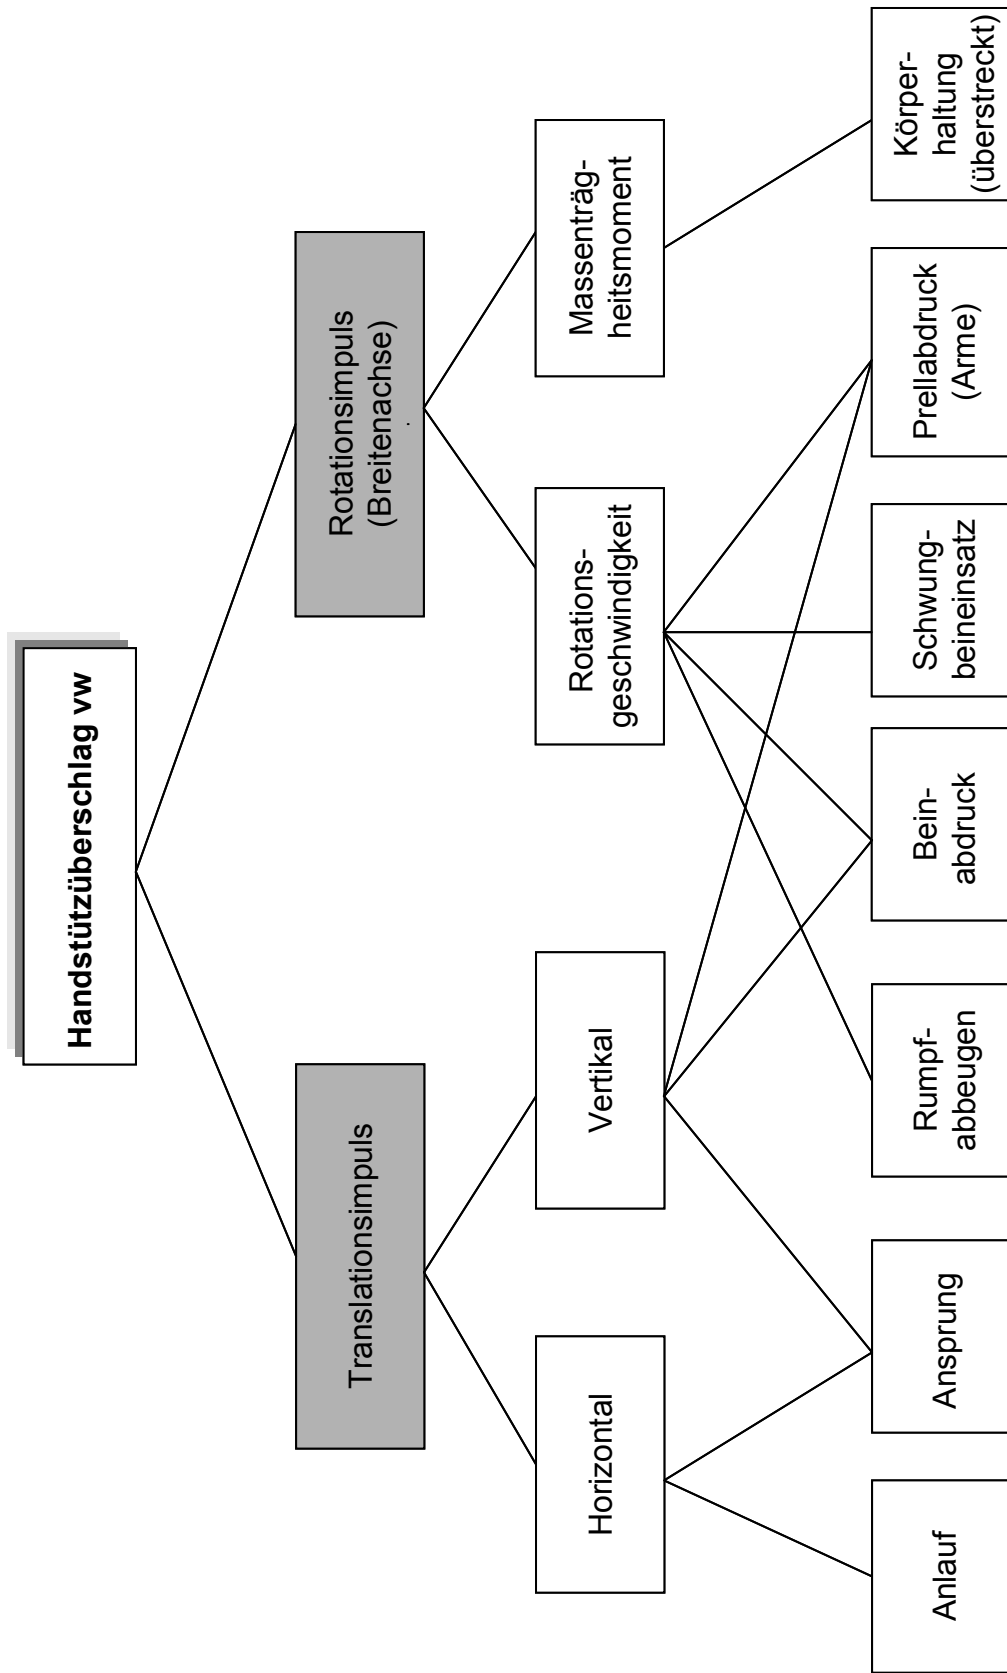 Handstützüberschlag vw
Translationsimpuls
Rotationsimpuls
(Breitenachse)
Horizontal
Vertikal
Rotations-
geschwindigkeit
Massenträg-
heitsmoment
Anlauf
Ansprung
Rumpf-
abbeugen
Bein-
abdruck
Schwung-
beineinsatz
Prellabdruck
(Arme)
Körper-
haltung
(überstreckt)